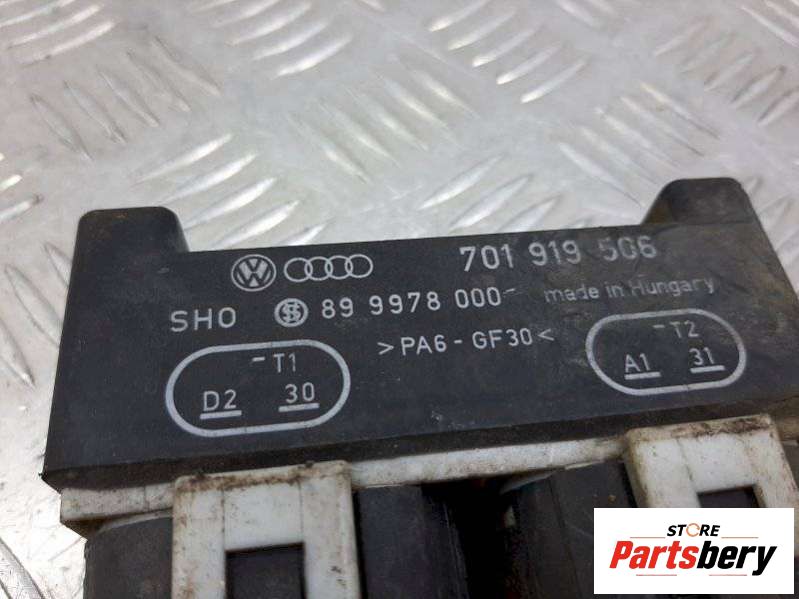 701 919 506
SHO 89 9978 000- made in Hungary
>PA6-GF30<
-T1
D2 30
-T2
A1 31
STORE
Partsbery